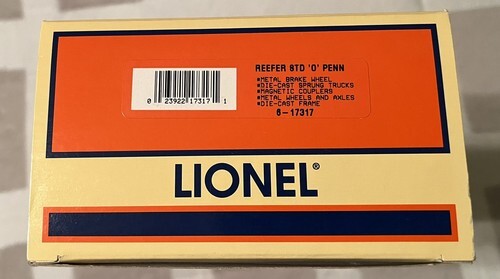 REEFER STD 'O' PENN
*METAL BRAKE WHEEL
*DIE-CAST SPRUNG TRUCKS
*MAGNETIC COUPLERS
*METAL WHEELS AND AXLES
*DIE-CAST FRAME
6-17317
0 23922 17317 1
LIONEL®